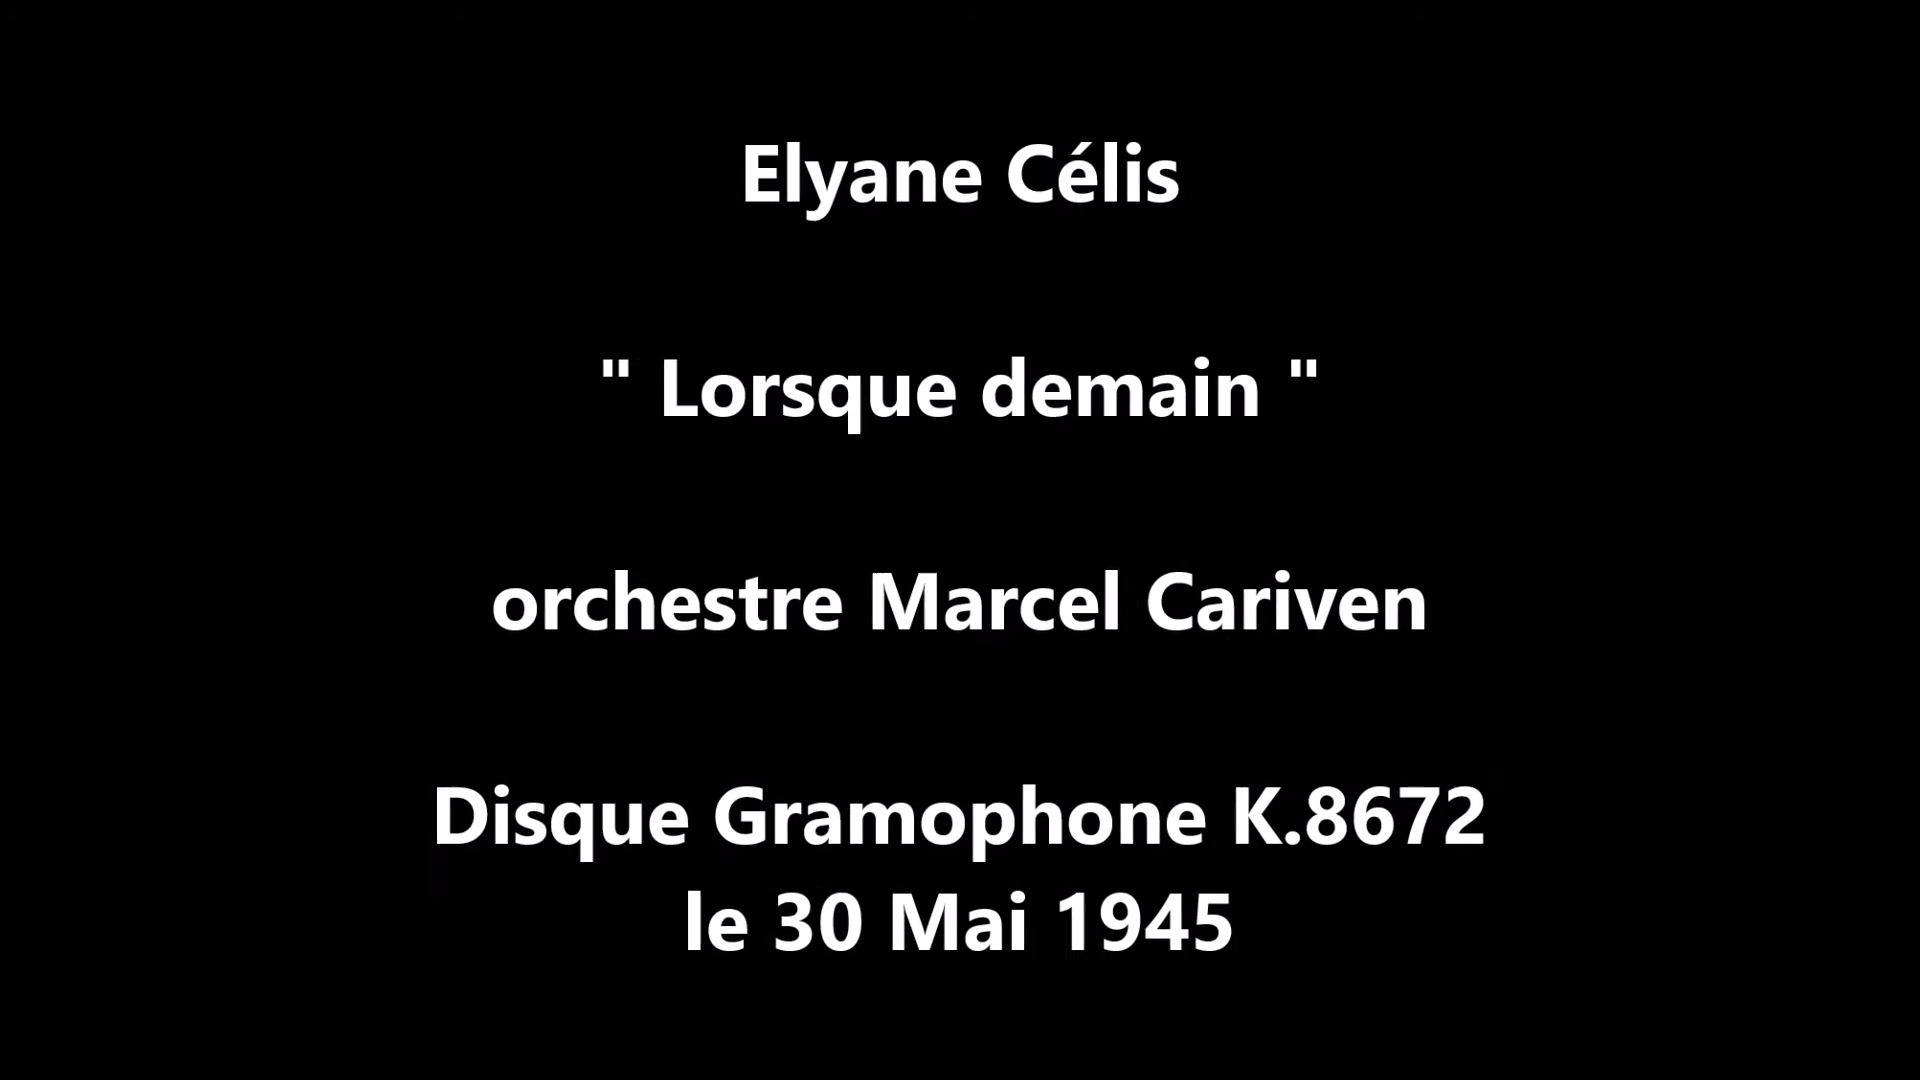 Elyane Célis
" Lorsque demain "
orchestre Marcel Cariven
Disque Gramophone K.8672
le 30 Mai 1945